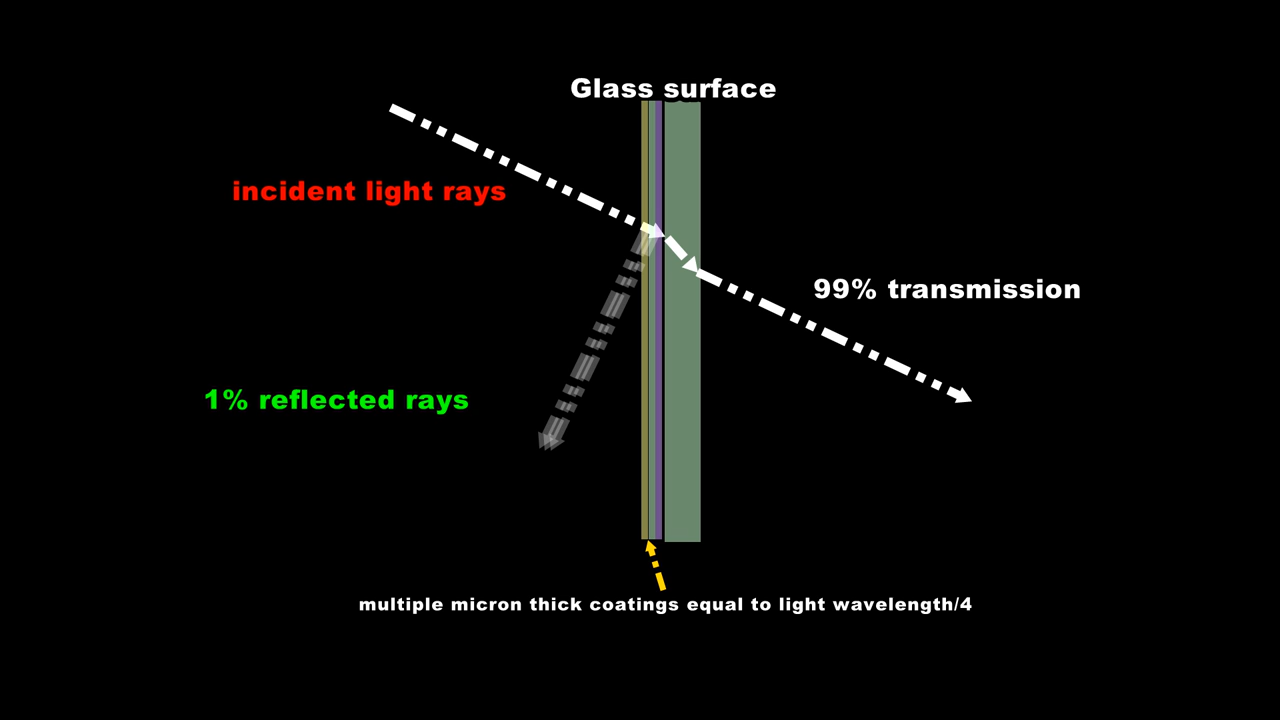 Glass surface
incident light rays
99% transmission
1% reflected rays
multiple micron thick coatings equal to light wavelength/4